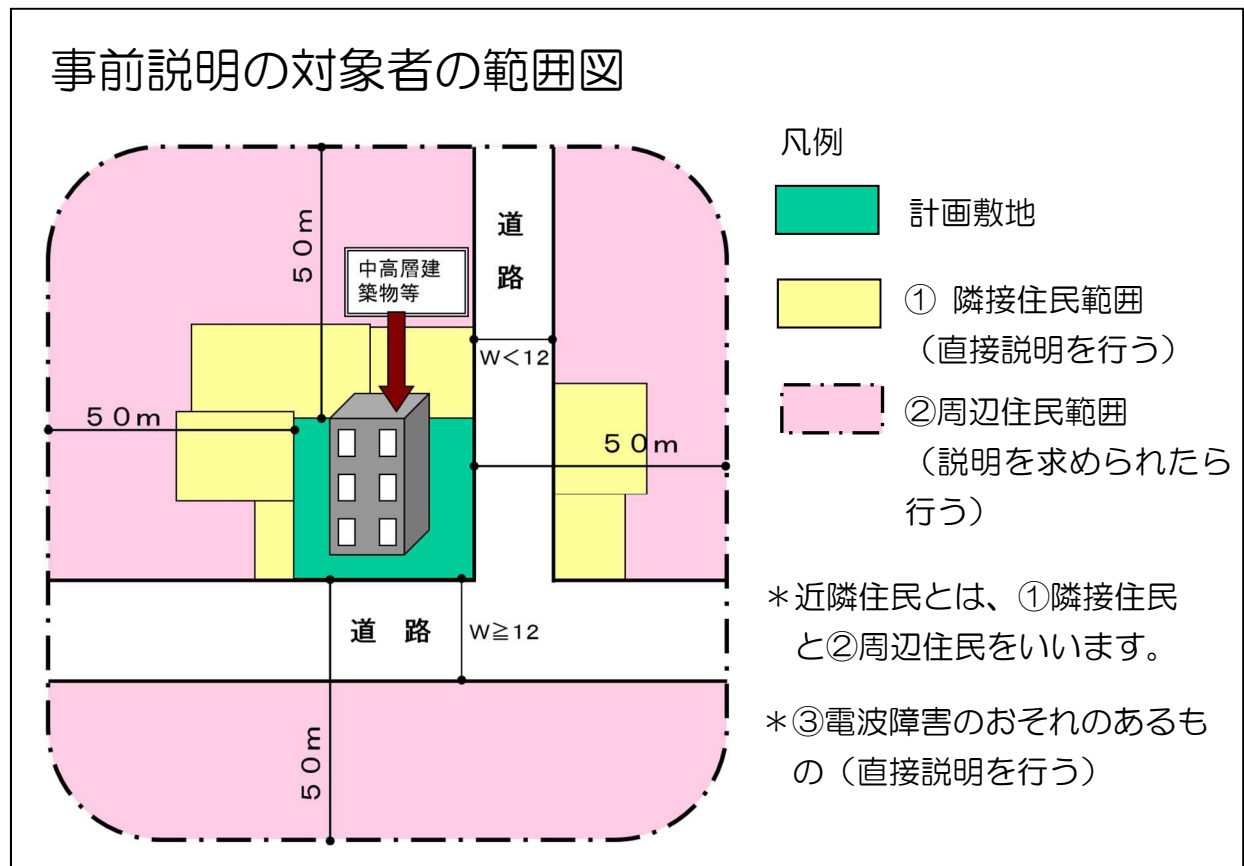 事前説明の対象者の範囲図
50m
中高層建
築物等
道
路
W<12
50m
50m
道 路
W≧12
50m
凡例
計画敷地
① 隣接住民範囲
（直接説明を行う）
②周辺住民範囲
（説明を求められたら
行う）
＊近隣住民とは、①隣接住民
と②周辺住民をいいます。
＊③電波障害のおそれのあるも
の（直接説明を行う）